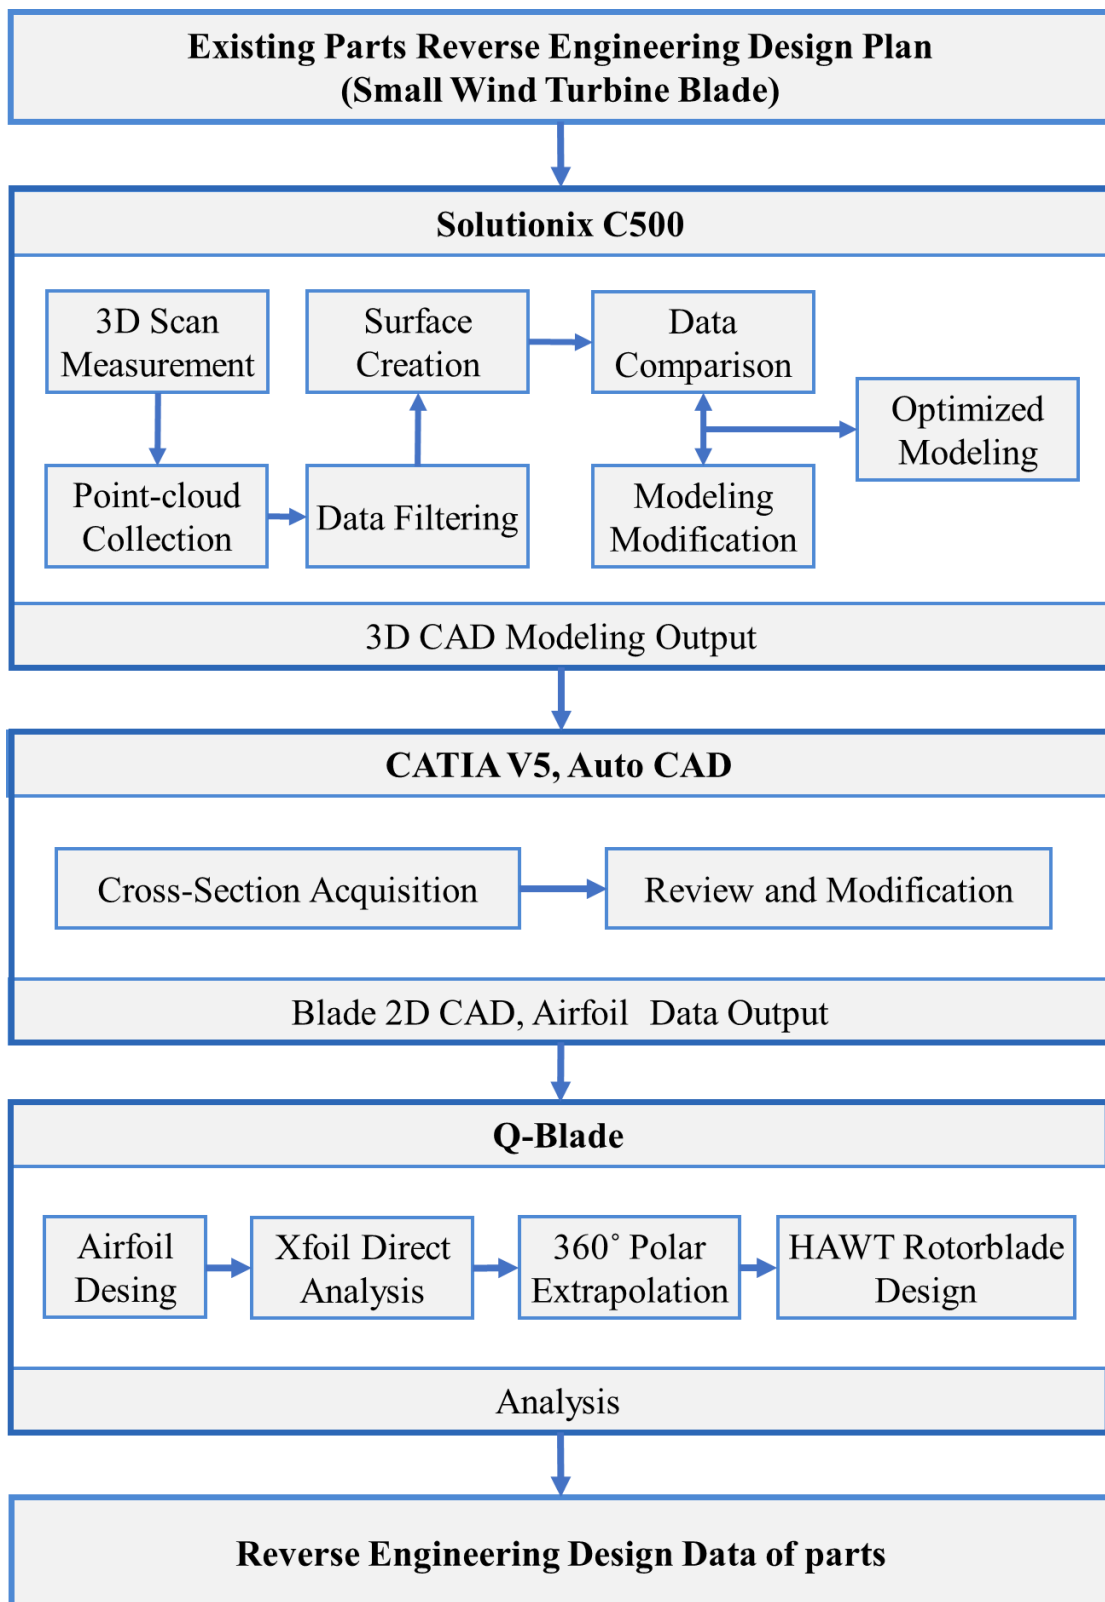 Existing Parts Reverse Engineering Design Plan
(Small Wind Turbine Blade)
Solutionix C500
3D Scan
Measurement
Point-cloud
Collection
Data Filtering
Surface
Creation
Data
Comparison
Modeling
Modification
Optimized
Modeling
3D CAD Modeling Output
CATIA V5, Auto CAD
Cross-Section Acquisition
Review and Modification
Blade 2D CAD, Airfoil Data Output
Q-Blade
Airfoil
Desing
Xfoil Direct
Analysis
360˚ Polar
Extrapolation
HAWT Rotorblade
Design
Analysis
Reverse Engineering Design Data of parts